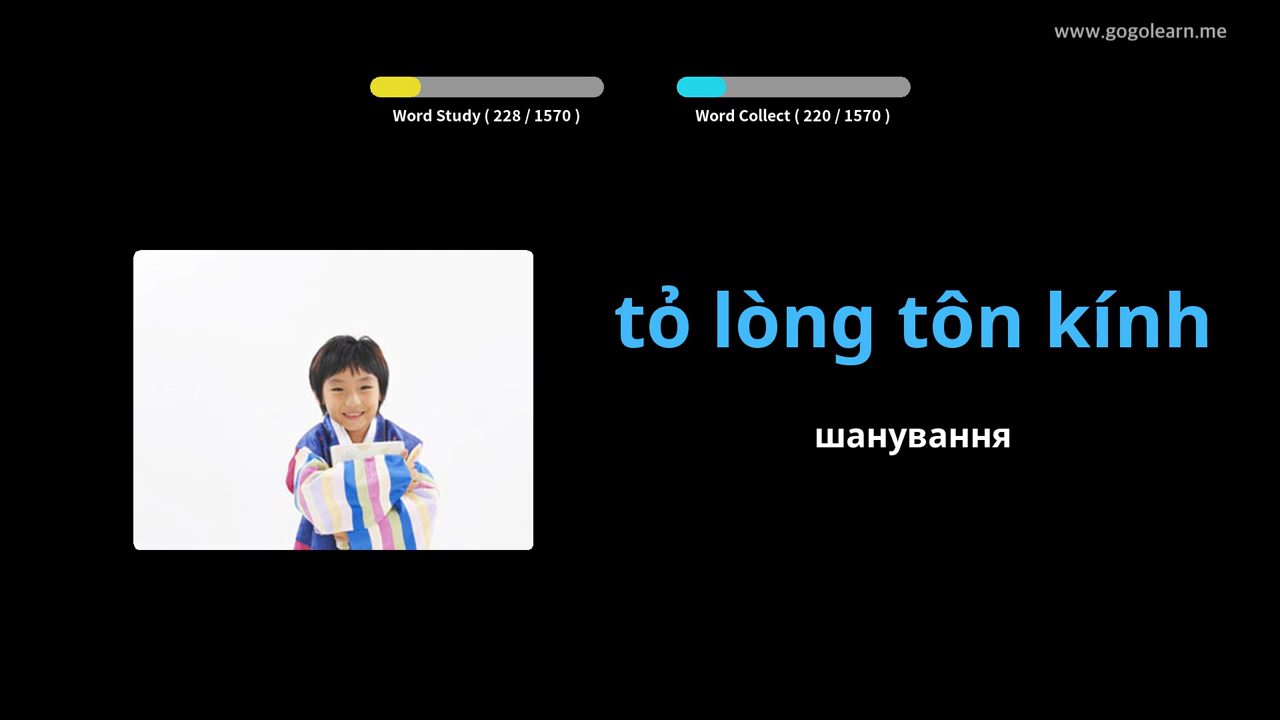 www.gogolearn.me
Word Study ( 228 / 1570 )
Word Collect ( 220 / 1570 )
tỏ lòng tôn kính
шанування